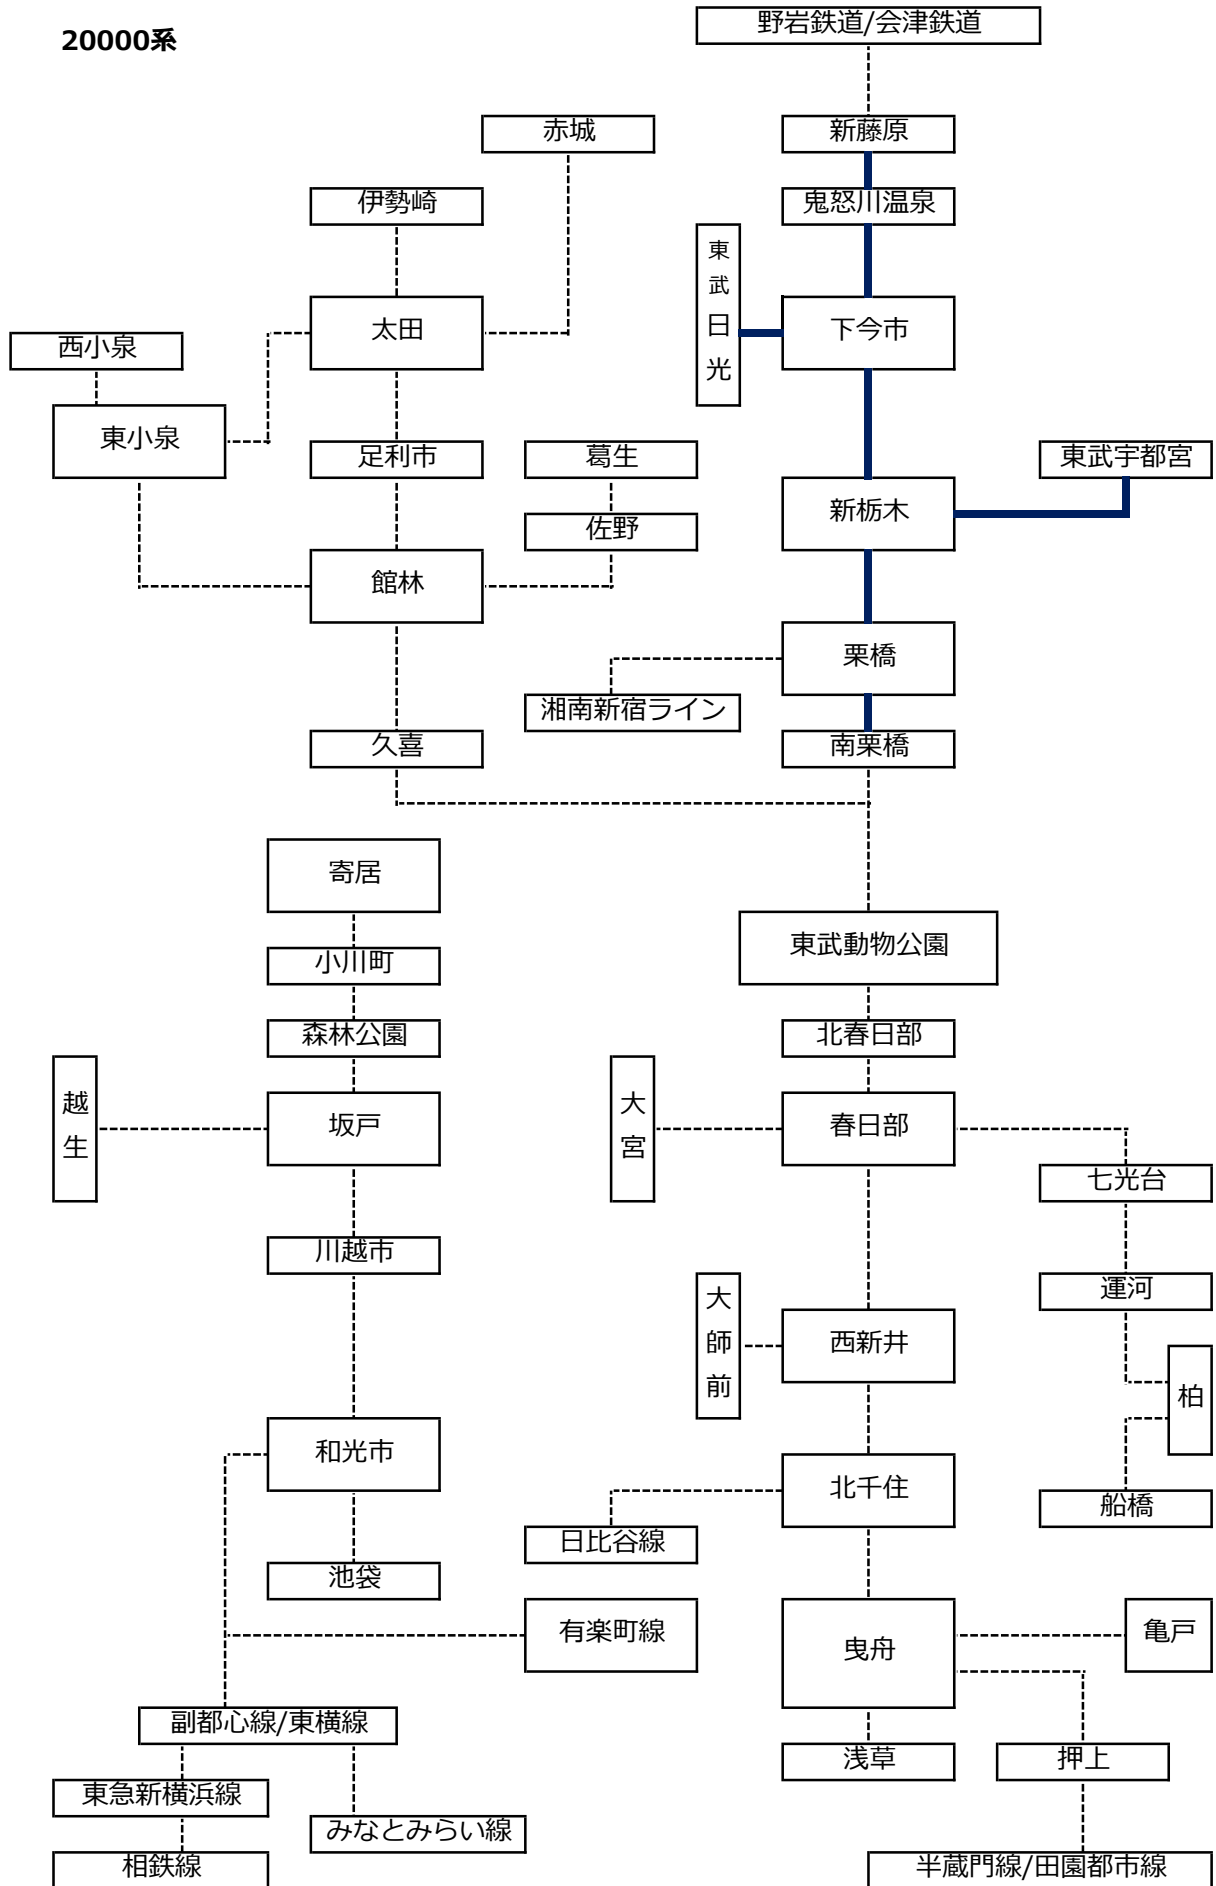 20000系
野岩鉄道/会津鉄道
赤城
新藤原
伊勢崎
鬼怒川温泉
東武日光
太田
下今市
西小泉
東小泉
足利市
葛生
東武宇都宮
新栃木
佐野
館林
栗橋
湘南新宿ライン
久喜
南栗橋
寄居
東武動物公園
小川町
森林公園
北春日部
越生
坂戸
大宮
春日部
七光台
川越市
運河
大師前
西新井
柏
和光市
北千住
船橋
日比谷線
池袋
有楽町線
曳舟
亀戸
副都心線/東横線
浅草
押上
東急新横浜線
みなとみらい線
相鉄線
半蔵門線/田園都市線